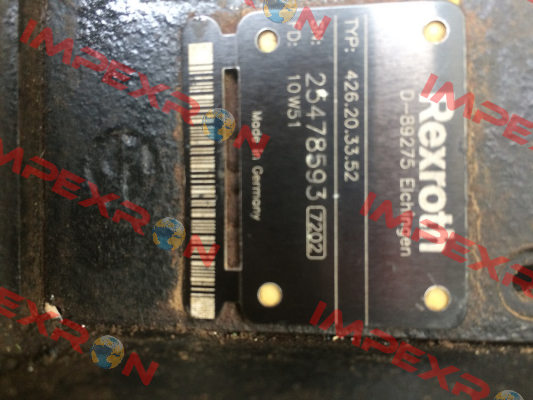 Rexroth
D-89275 Elchingen
TYP: 426.20.33.52
25478593 7202
D: 10W51
Made in Germany
IMPEXRON
IMPEXRON
IMPEXRON
IMPEXRON
IMPEXRON
IMPEXRON